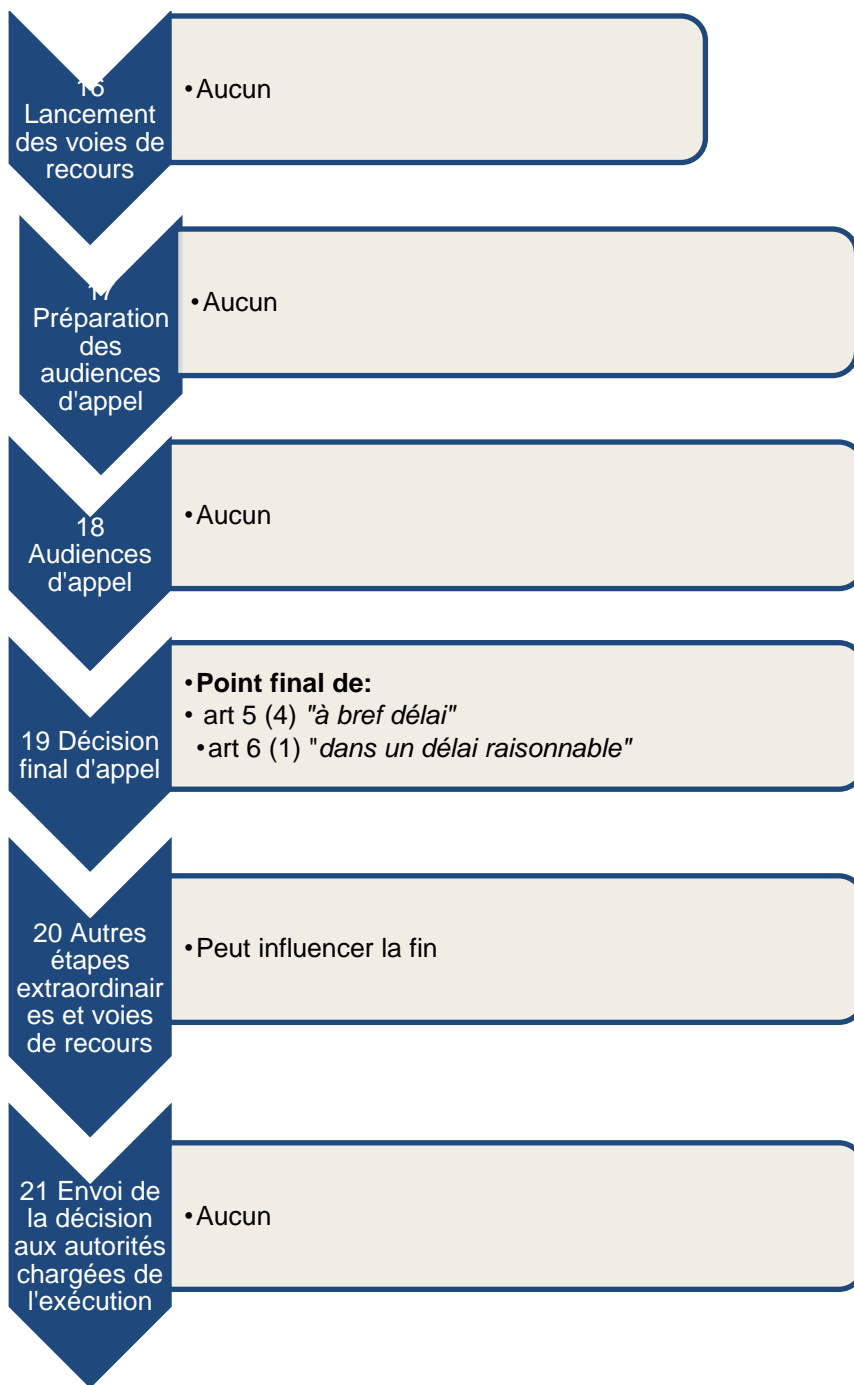 16
Lancement
des voies de
recours
•Aucun
17
Préparation
des
audiences
d'appel
•Aucun
18
Audiences
d'appel
•Aucun
19 Décision
final d'appel
•Point final de:
• art 5 (4) "à bref délai"
•art 6 (1) "dans un délai raisonnable"
20 Autres
étapes
extraordinair
es et voies
de recours
•Peut influencer la fin
21 Envoi de
la décision
aux autorités
chargées de
l'exécution
•Aucun